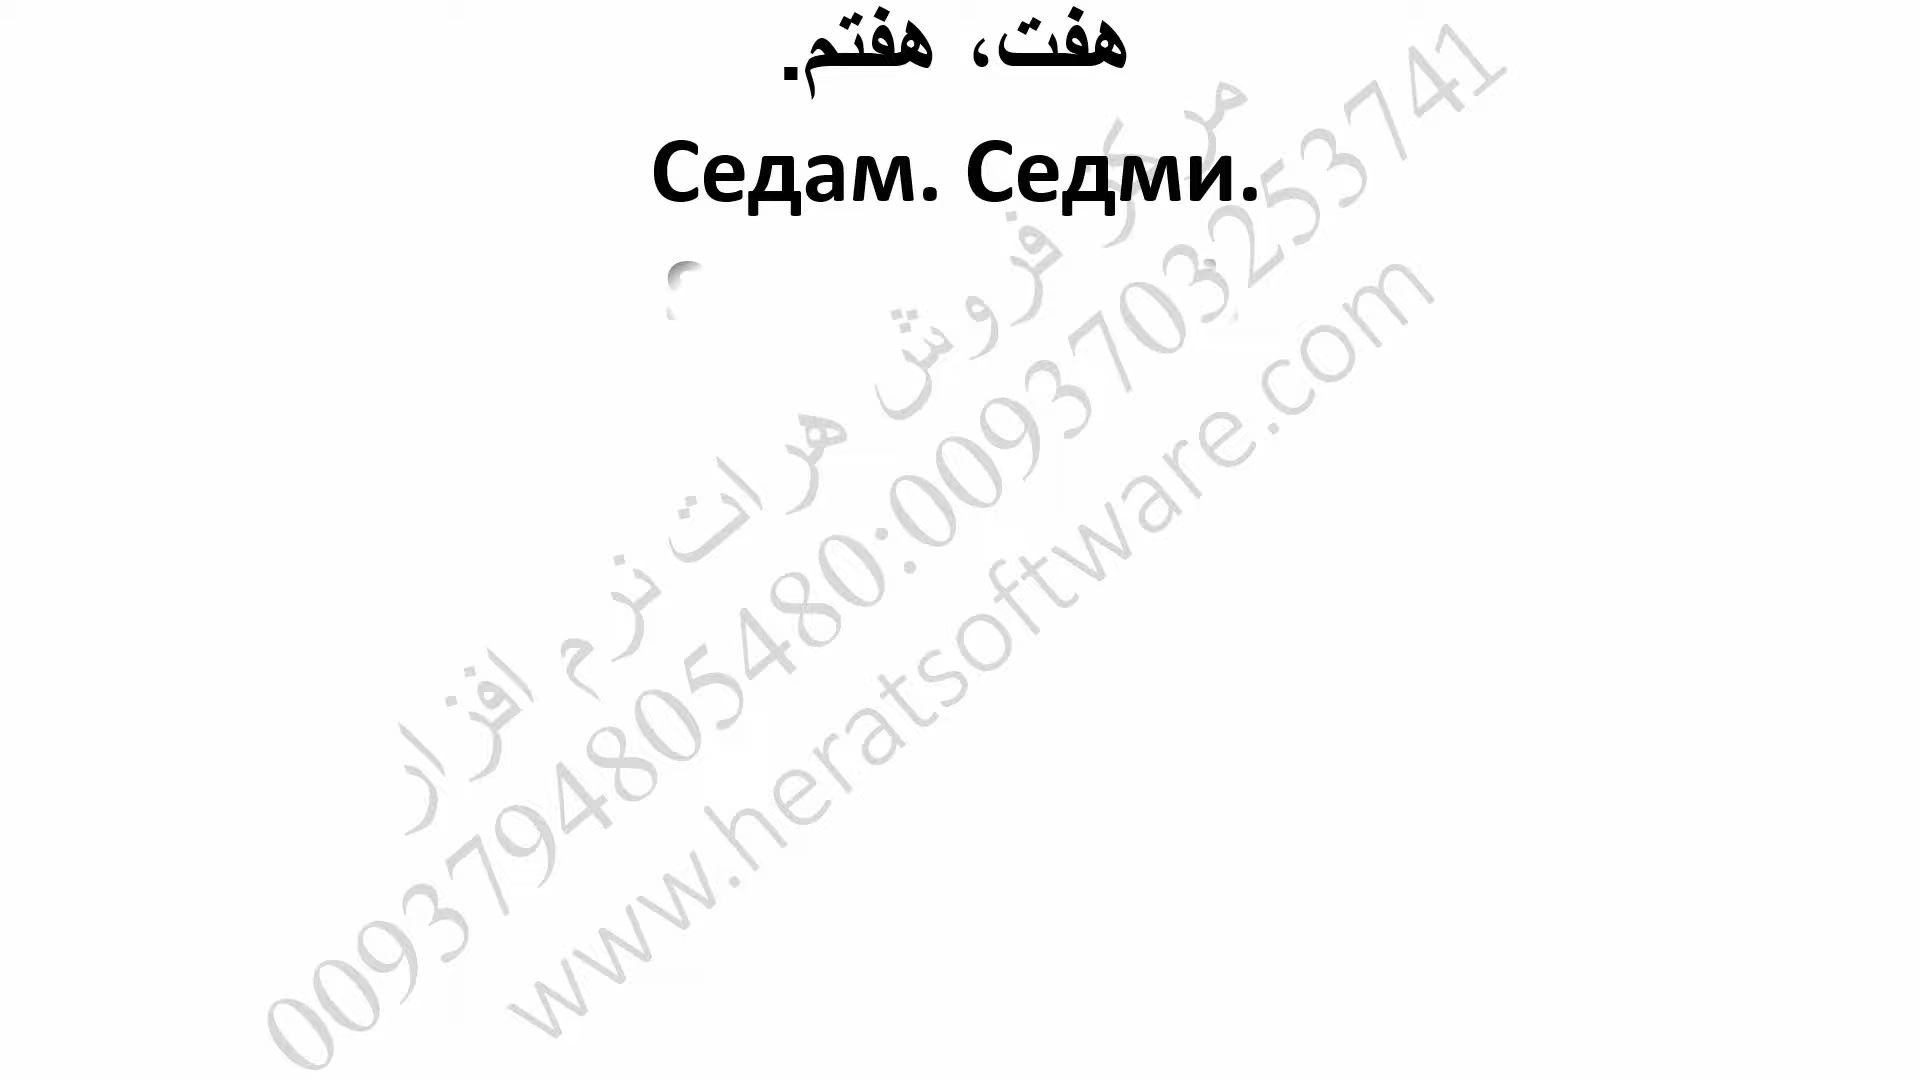 هفت، هفتم.
Седам. Седми.
مرکز فروش هرات نرم افزار
0093794805480:0093703253741
www.heratsoftware.com